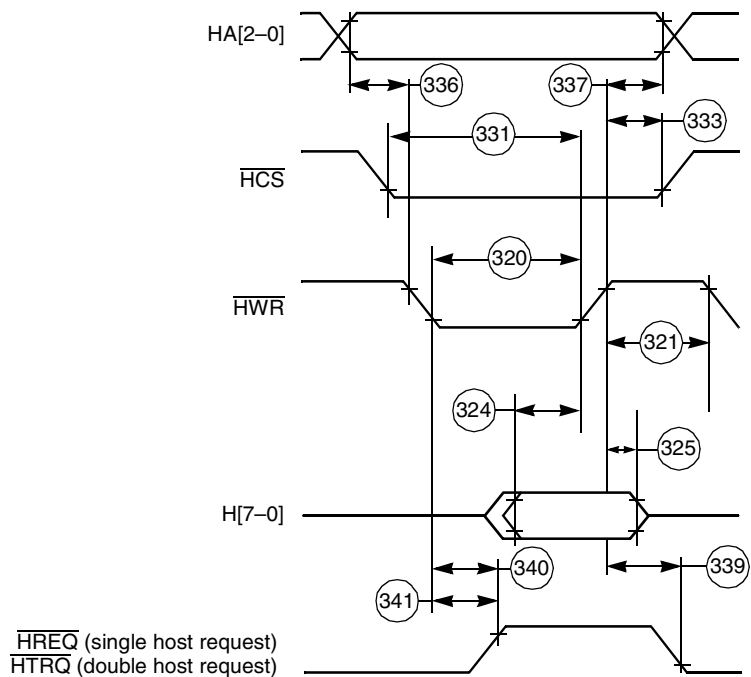 HA[2–0]
336
337
333
331
HCS
320
HWR
321
324
325
H[7–0]
340
339
341
HREQ (single host request)
HTRQ (double host request)